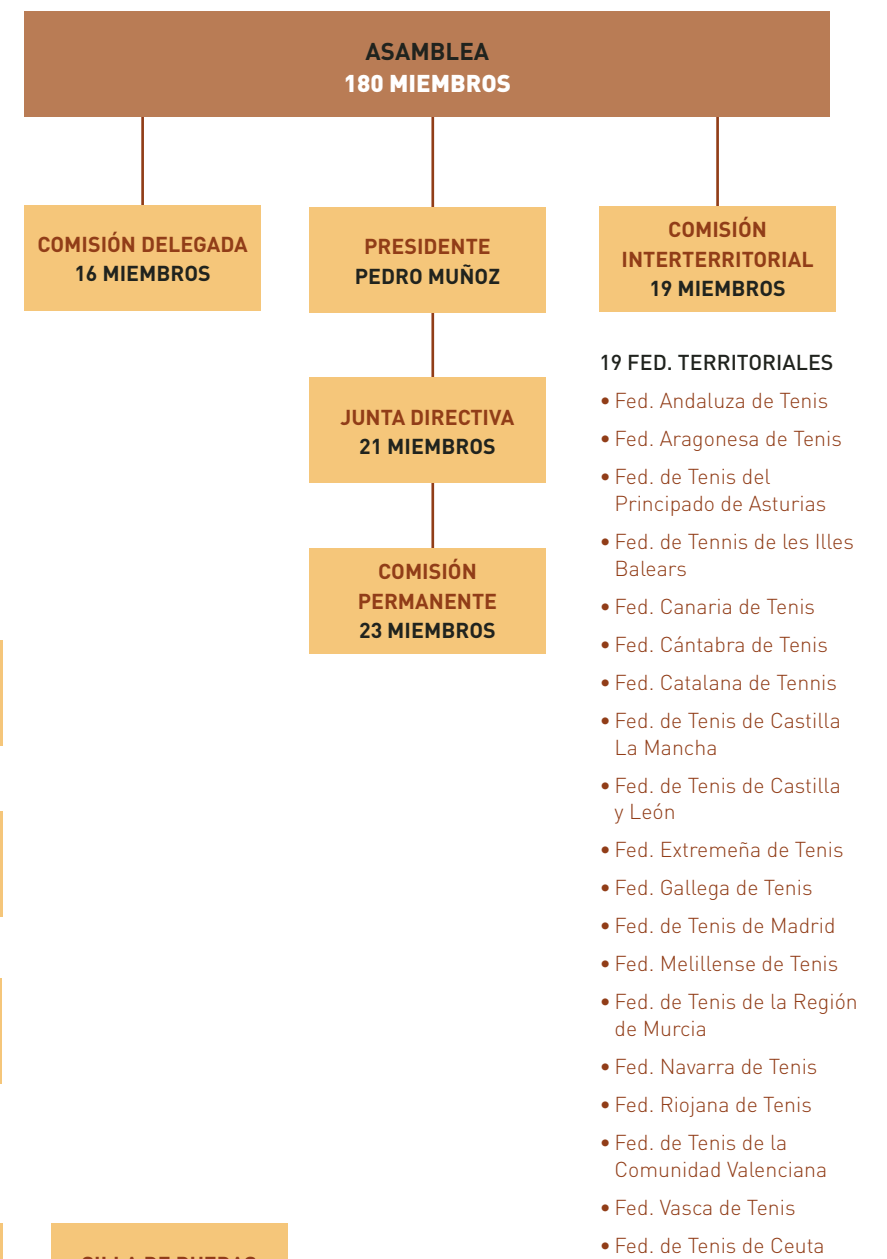 ASAMBLEA
180 MIEMBROS
COMISIÓN DELEGADA
16 MIEMBROS
PRESIDENTE
PEDRO MUÑOZ
COMISIÓN
INTERTERRITORIAL
19 MIEMBROS
JUNTA DIRECTIVA
21 MIEMBROS
COMISIÓN
PERMANENTE
23 MIEMBROS
19 FED. TERRITORIALES
• Fed. Andaluza de Tenis
• Fed. Aragonesa de Tenis
• Fed. de Tenis del
Principado de Asturias
• Fed. de Tennis de les Illes
Balears
• Fed. Canaria de Tenis
• Fed. Cántabra de Tenis
• Fed. Catalana de Tennis
• Fed. de Tenis de Castilla
La Mancha
• Fed. de Tenis de Castilla
y León
• Fed. Extremeña de Tenis
• Fed. Gallega de Tenis
• Fed. de Tenis de Madrid
• Fed. Melillense de Tenis
• Fed. de Tenis de la Región
de Murcia
• Fed. Navarra de Tenis
• Fed. Riojana de Tenis
• Fed. de Tenis de la
Comunidad Valenciana
• Fed. Vasca de Tenis
• Fed. de Tenis de Ceuta